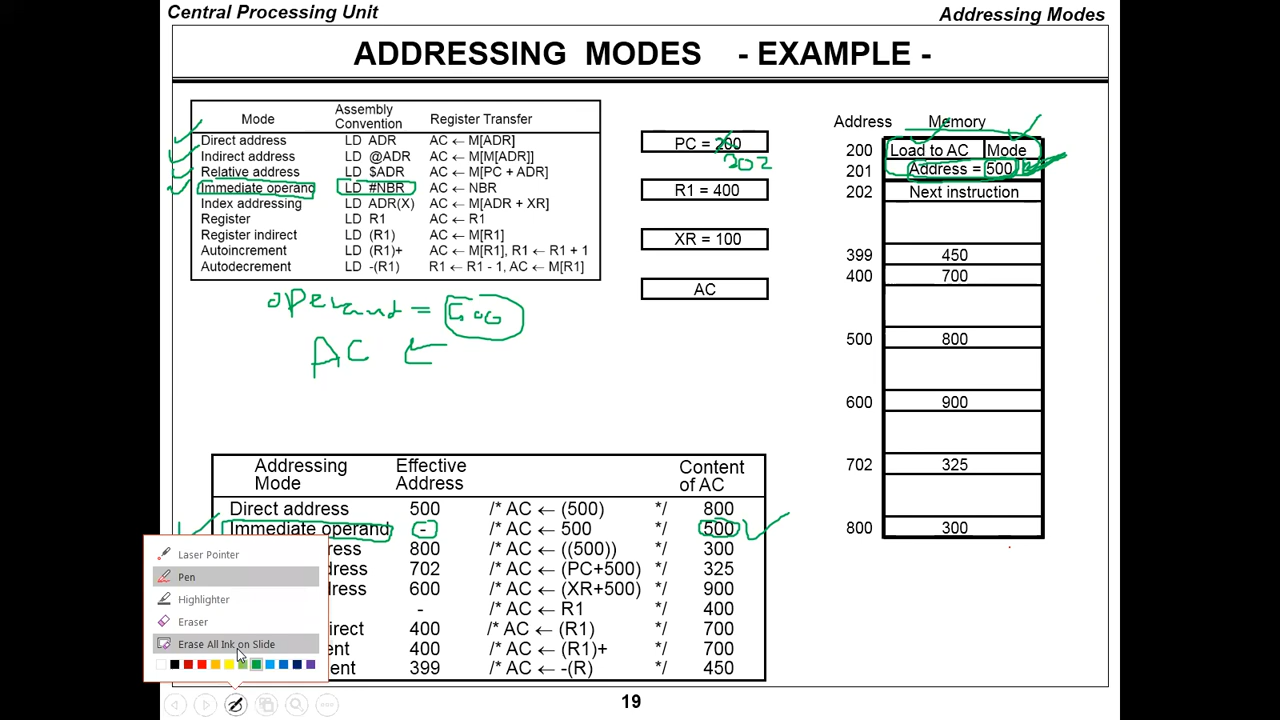 Central Processing Unit
Addressing Modes
ADDRESSING MODES - EXAMPLE -
Mode Assembly Convention Register Transfer
Direct address LD ADR AC ← M[ADR]
Indirect address LD @ADR AC ← M[M[ADR]]
Relative address LD $ADR AC ← M[PC + ADR]
Immediate operand LD #NBR AC ← NBR
Index addressing LD ADR(X) AC ← M[ADR + XR]
Register LD R1 AC ← R1
Register indirect LD (R1) AC ← M[R1]
Autoincrement LD (R1)+ AC ← M[R1], R1 ← R1 + 1
Autodecrement LD -(R1) R1 ← R1 - 1, AC ← M[R1]
operand = 500
AC ←
PC = 200
202
R1 = 400
XR = 100
AC
Address Memory
200 Load to AC Mode
201 Address = 500
202 Next instruction
399 450
400 700
500 800
600 900
702 325
800 300
Addressing Mode Effective Address Content of AC
Direct address 500 /* AC ← (500) */ 800
Immediate operand - /* AC ← 500 */ 500
dress 800 /* AC ← ((500)) */ 300
dress 702 /* AC ← (PC+500) */ 325
dress 600 /* AC ← (XR+500) */ 900
- /* AC ← R1 */ 400
direct 400 /* AC ← (R1) */ 700
ment 400 /* AC ← (R1)+ */ 700
ment 399 /* AC ← -(R) */ 450
Laser Pointer
Pen
Highlighter
Eraser
Erase All Ink on Slide
19